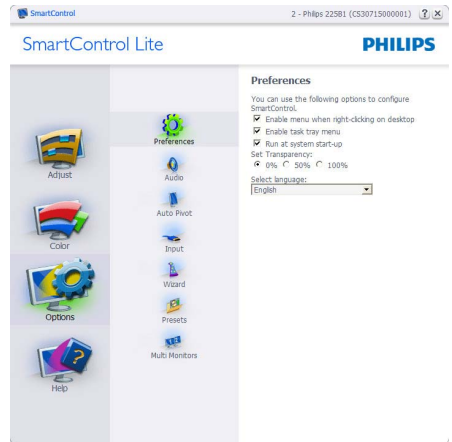 SmartControl
2 - Philips 225B1 (CS30715000001)
SmartControl Lite
PHILIPS
Adjust
Color
Options
Help
Preferences
Audio
Auto Pivot
Input
Wizard
Presets
Multi Monitors
Preferences
You can use the following options to configure
SmartControl.
Enable menu when right-clicking on desktop
Enable task tray menu
Run at system start-up
Set Transparency:
0% 50% 100%
Select language:
English